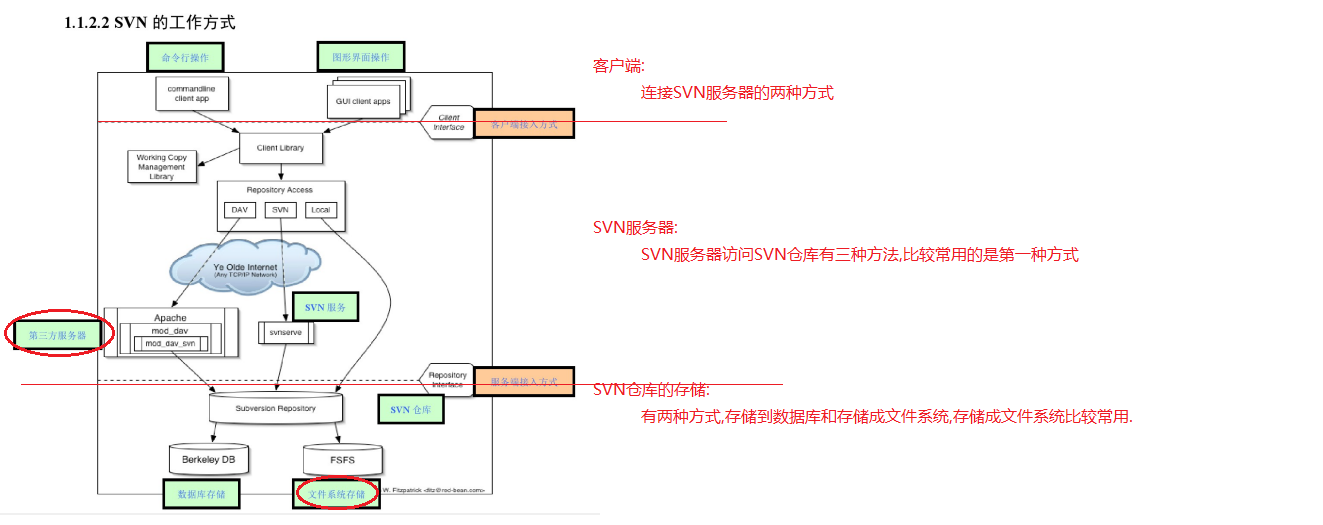 1.1.2.2 SVN 的工作方式
命令行操作
图形界面操作
commandline
client app
GUI client apps
Client
Interface
客户端接入方式
客户端:
连接SVN服务器的两种方式
Client Library
Working Copy
Management
Library
Repository Access
DAV
SVN
Local
SVN服务器:
SVN服务器访问SVN仓库有三种方法,比较常用的是第一种方式
Ye Olde Internet
(Any TCP/IP Network)
SVN 服务
第三方服务器
Apache
mod_dav
mod_dav_svn
svnserve
Repository
Interface
服务端接入方式
SVN仓库的存储:
有两种方式,存储到数据库和存储成文件系统,存储成文件系统比较常用.
Subversion Repository
SVN 仓库
Berkeley DB
FSFS
数据库存储
文件系统存储
W. Fitzpatrick <fitz@red-bean.com>